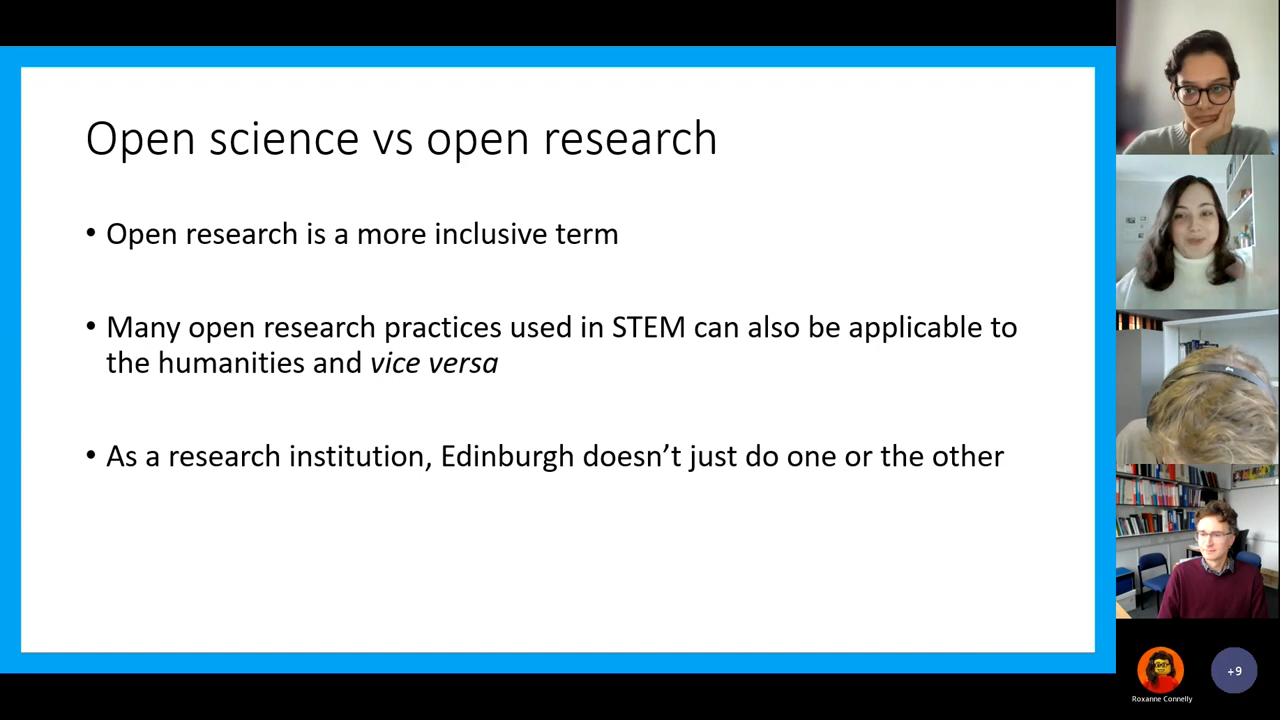 Open science vs open research
• Open research is a more inclusive term
• Many open research practices used in STEM can also be applicable to
the humanities and vice versa
• As a research institution, Edinburgh doesn’t just do one or the other
Roxanne Connelly
+9